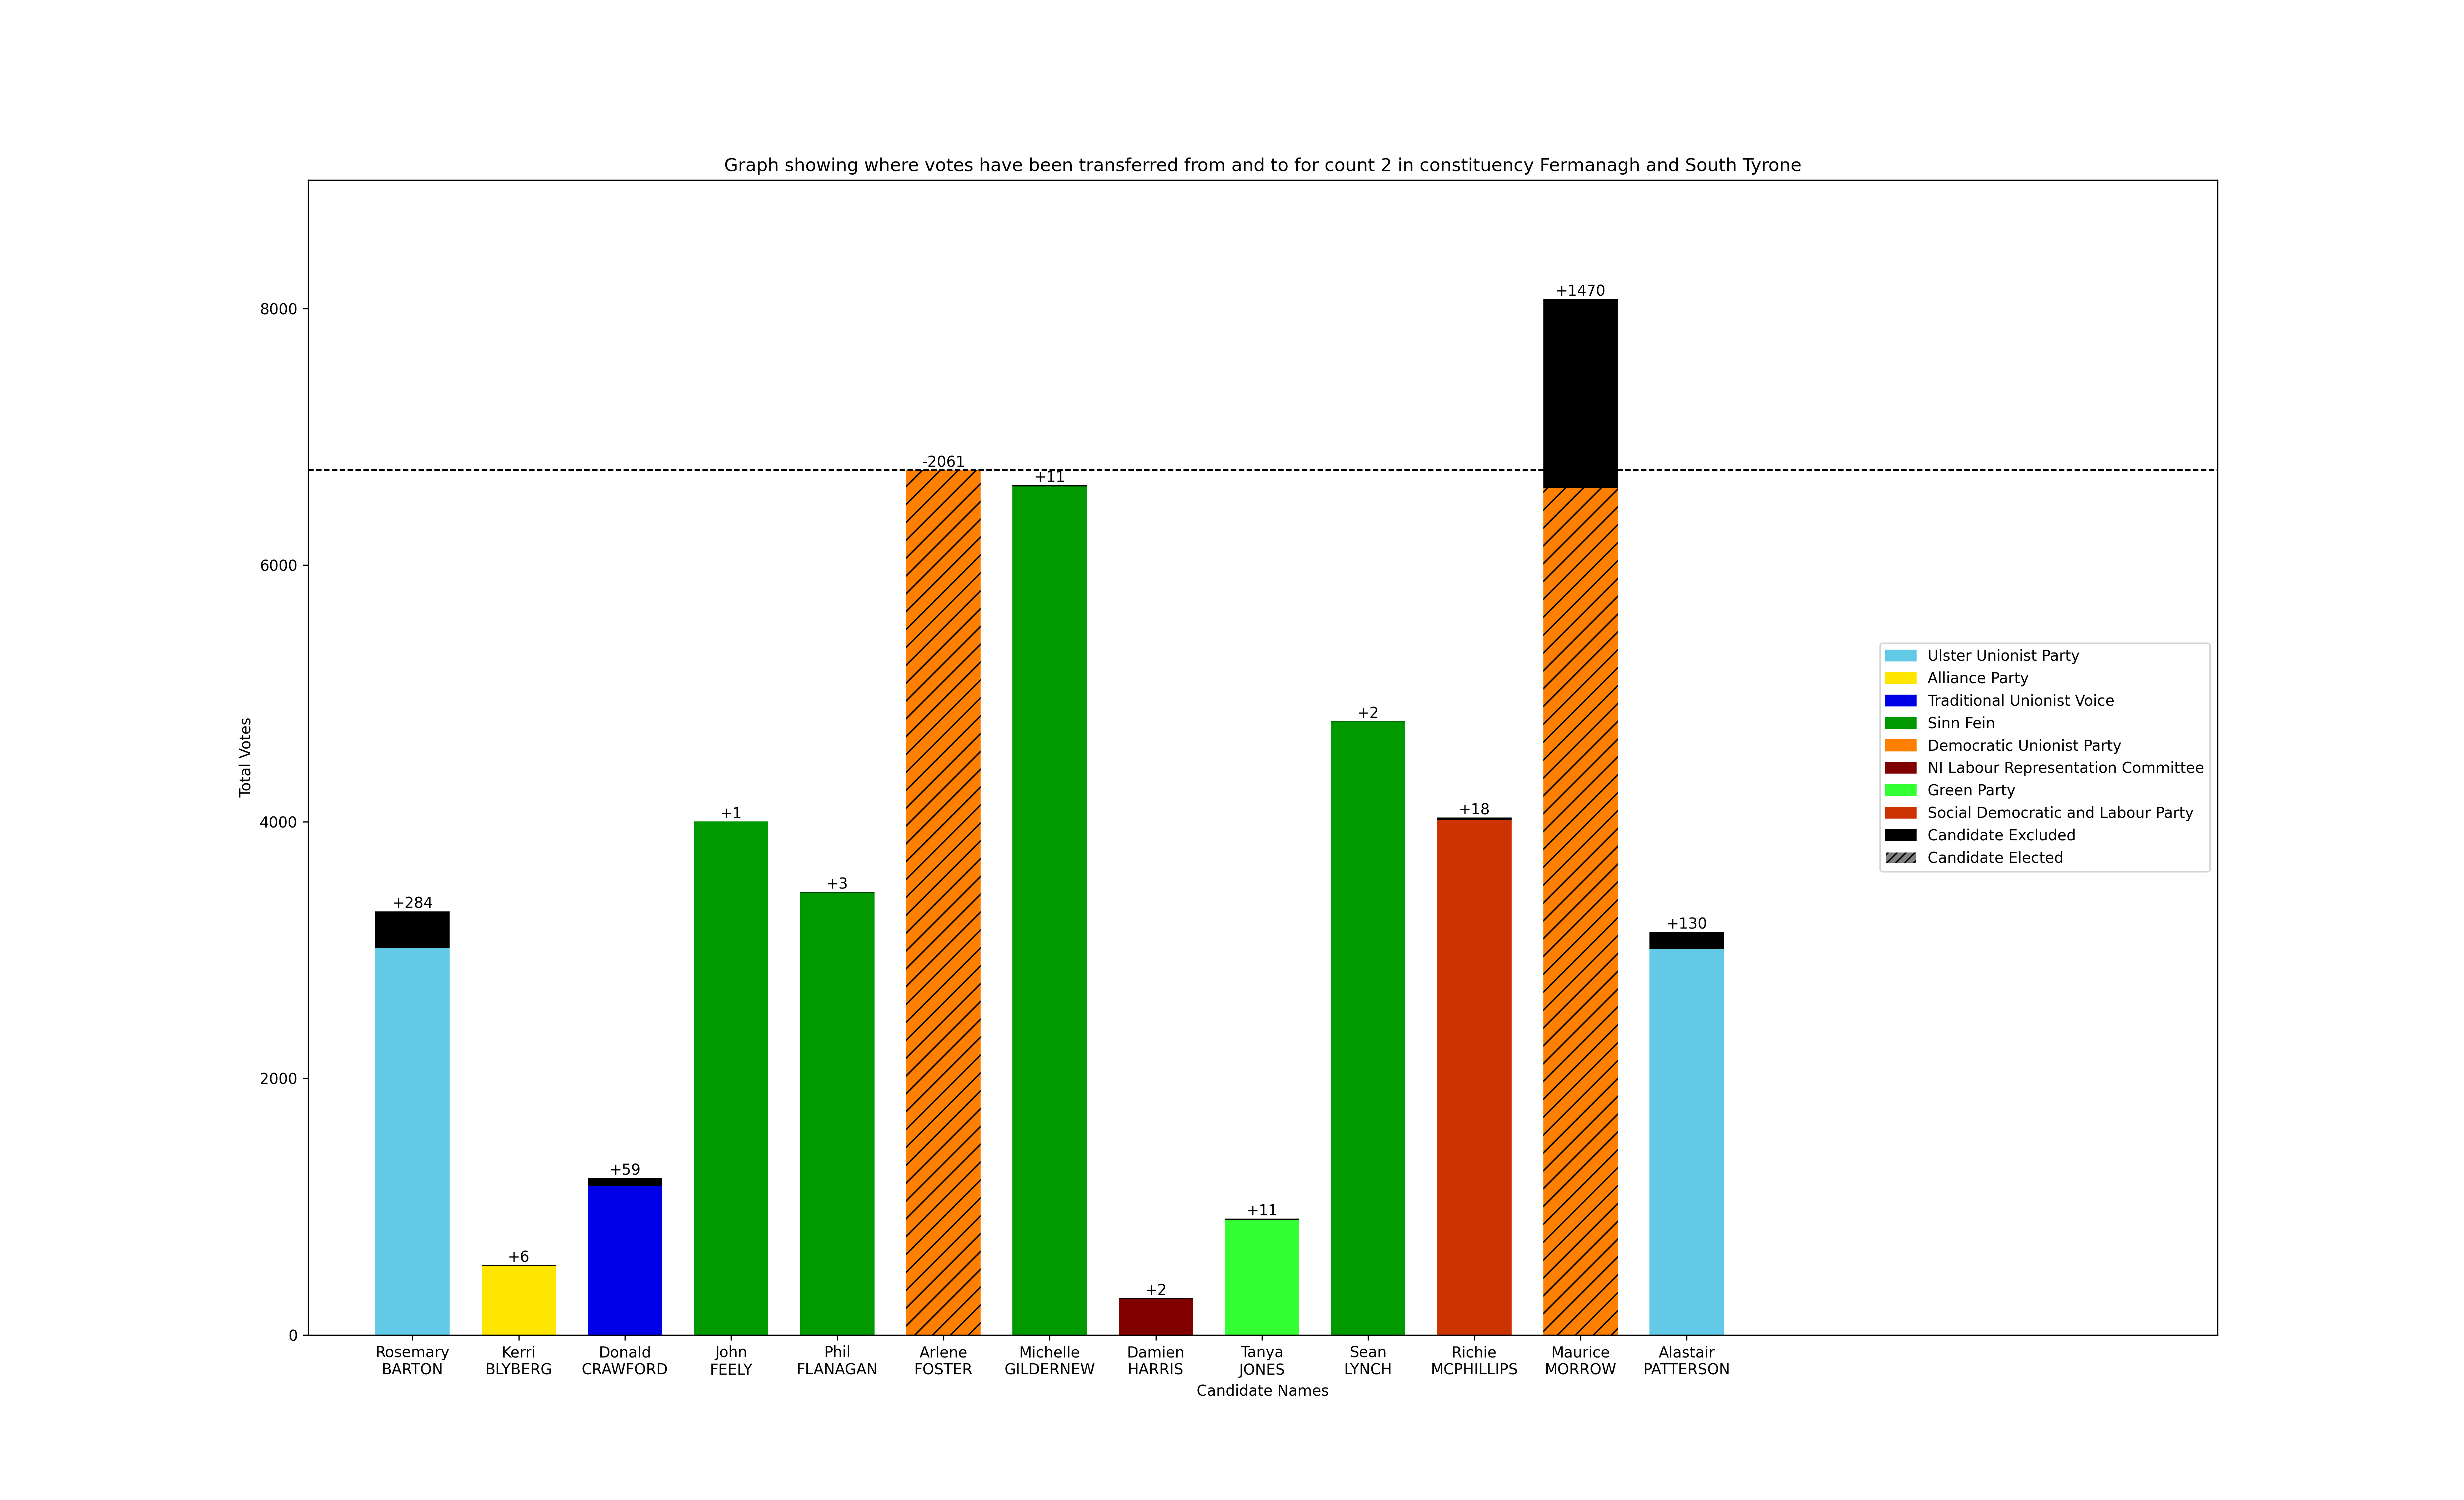 Graph showing where votes have been transferred from and to for count 2 in constituency Fermanagh and South Tyrone
Total Votes
8000
6000
4000
2000
0
+284
+6
+59
+1
+3
-2061
+11
+2
+11
+2
+18
+1470
+130
Rosemary
BARTON
Kerri
BLYBERG
Donald
CRAWFORD
John
FEELY
Phil
FLANAGAN
Arlene
FOSTER
Michelle
GILDERNEW
Damien
HARRIS
Tanya
JONES
Sean
LYNCH
Richie
MCPHILLIPS
Maurice
MORROW
Alastair
PATTERSON
Candidate Names
Ulster Unionist Party
Alliance Party
Traditional Unionist Voice
Sinn Fein
Democratic Unionist Party
NI Labour Representation Committee
Green Party
Social Democratic and Labour Party
Candidate Excluded
Candidate Elected